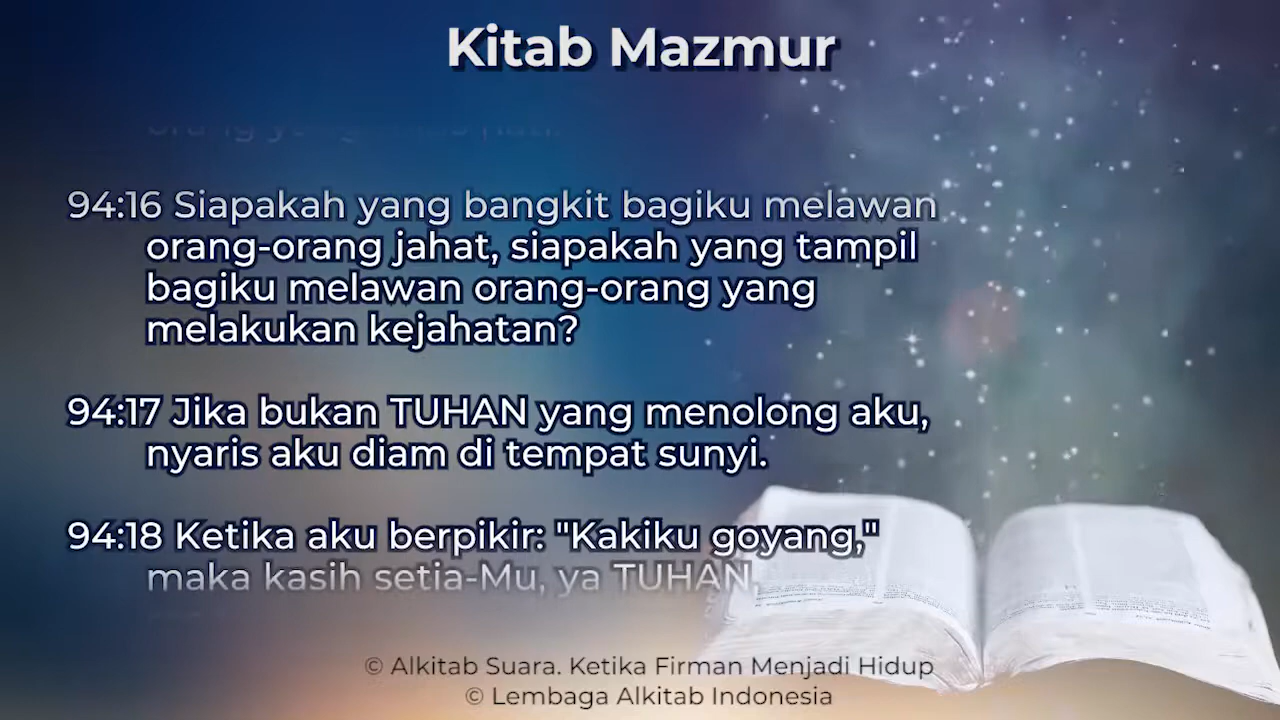 Kitab Mazmur
94:16 Siapakah yang bangkit bagiku melawan
orang-orang jahat, siapakah yang tampil
bagiku melawan orang-orang yang
melakukan kejahatan?
94:17 Jika bukan TUHAN yang menolong aku,
nyaris aku diam di tempat sunyi.
94:18 Ketika aku berpikir: "Kakiku goyang,"
maka kasih setia-Mu, ya TUHAN,
© Alkitab Suara. Ketika Firman Menjadi Hidup
© Lembaga Alkitab Indonesia